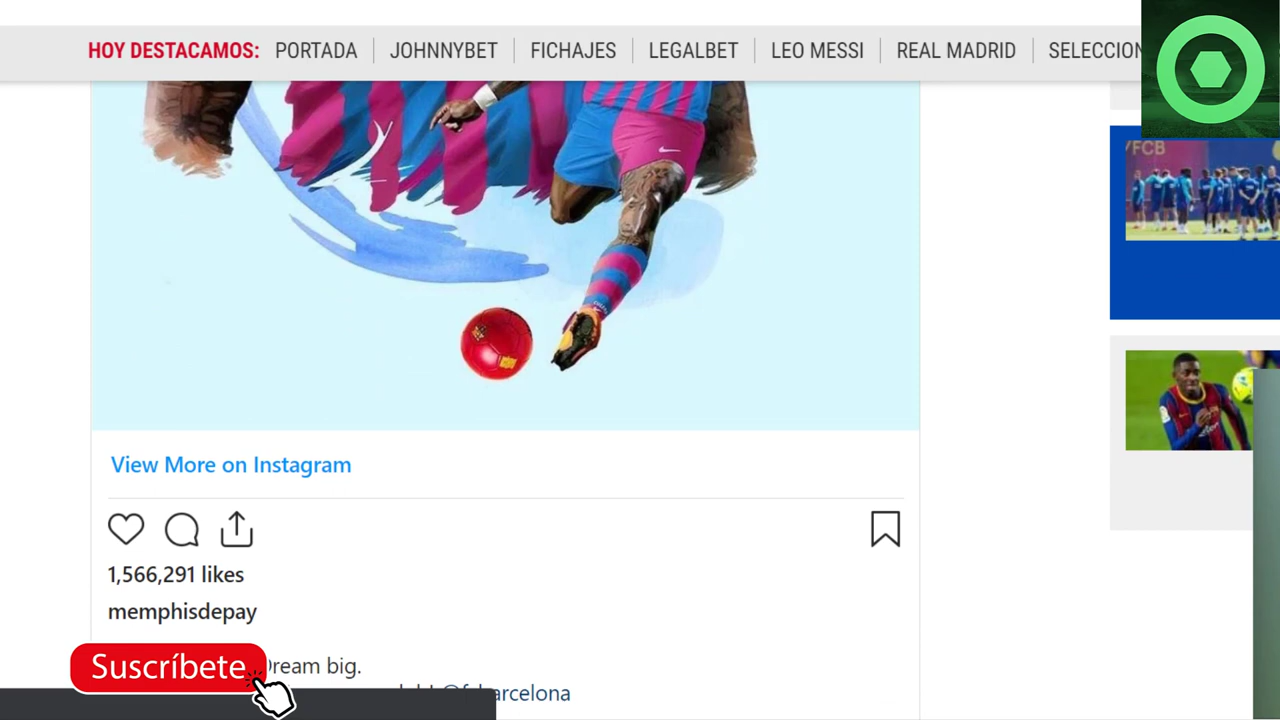 HOY DESTACAMOS: PORTADA JOHNNYBET FICHAJES LEGALBET LEO MESSI REAL MADRID SELECCION
YFCB
View More on Instagram
1,566,291 likes
memphisdepay
Suscríbete
Dream big.